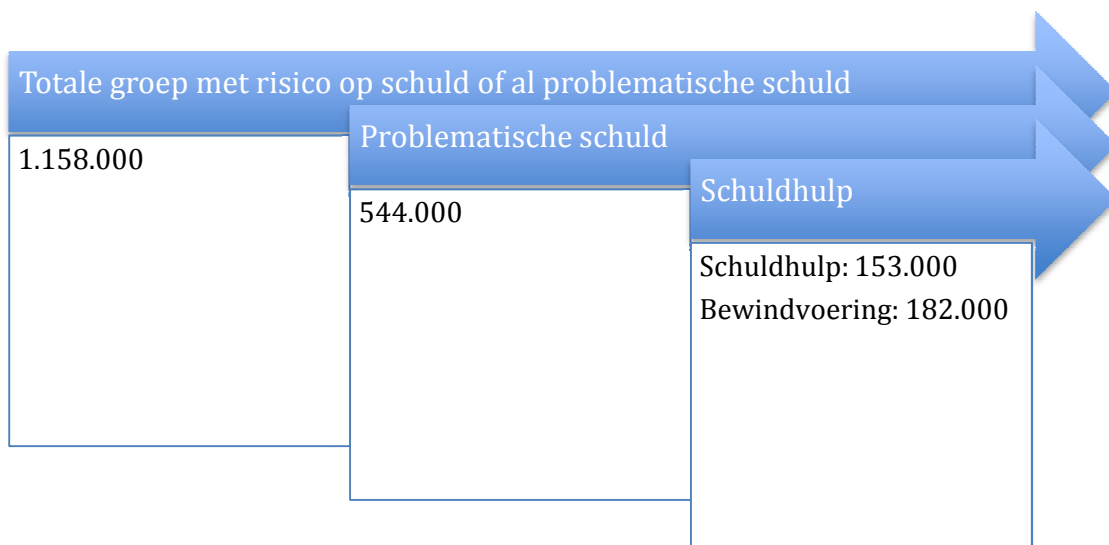 Totale groep met risico op schuld of al problematische schuld
1.158.000
Problematische schuld
544.000
Schuldhulp
Schuldhulp: 153.000
Bewindvoering: 182.000